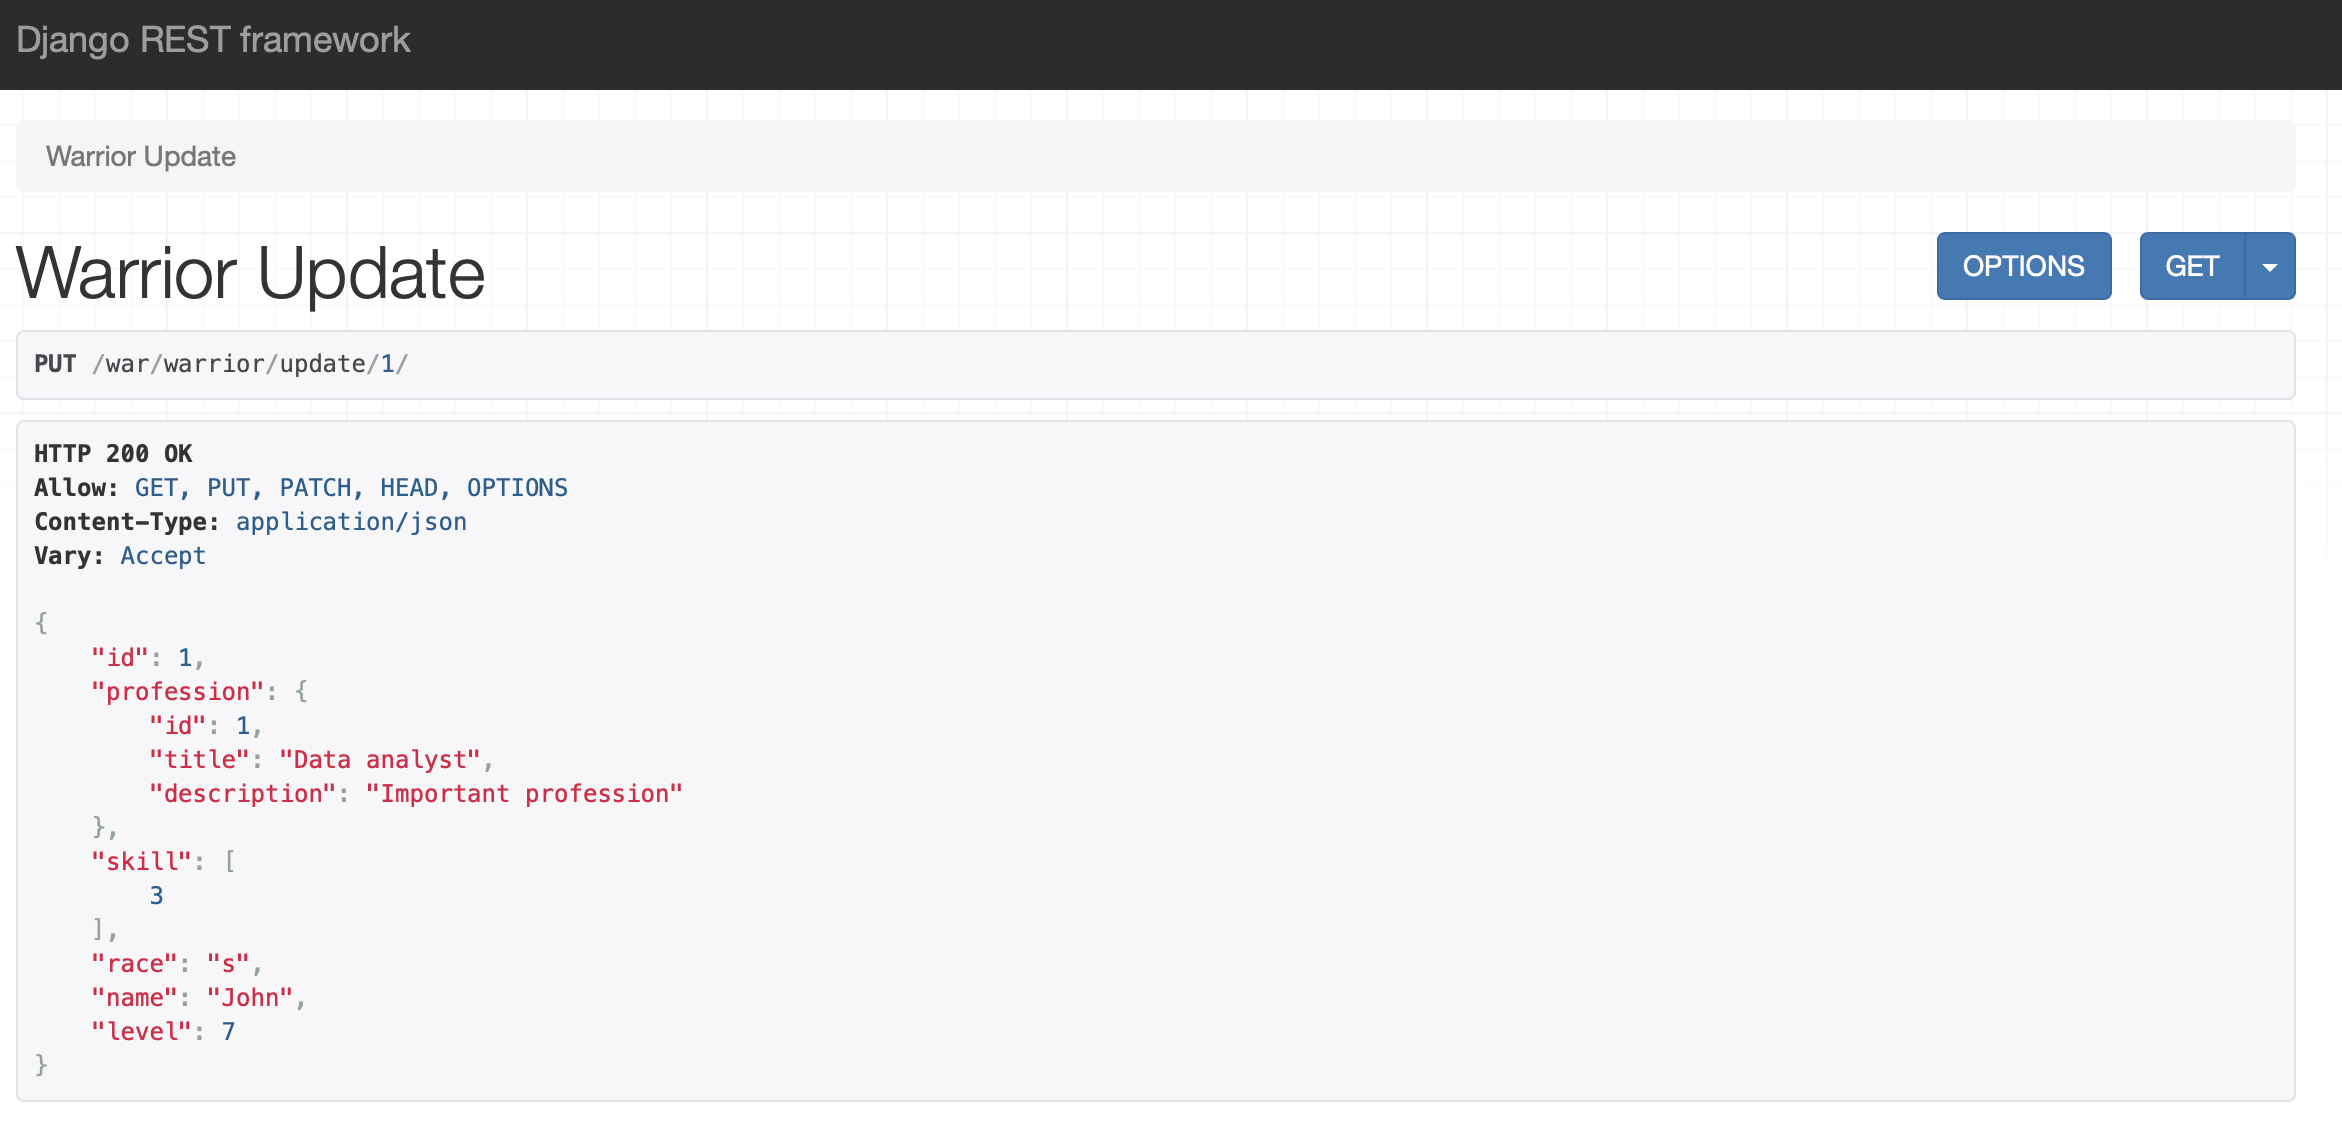 Django REST framework
Warrior Update
Warrior Update
OPTIONS
GET
PUT /war/warrior/update/1/
HTTP 200 OK
Allow: GET, PUT, PATCH, HEAD, OPTIONS
Content-Type: application/json
Vary: Accept
{
    "id": 1,
    "profession": {
        "id": 1,
        "title": "Data analyst",
        "description": "Important profession"
    },
    "skill": [
        3
    ],
    "race": "s",
    "name": "John",
    "level": 7
}